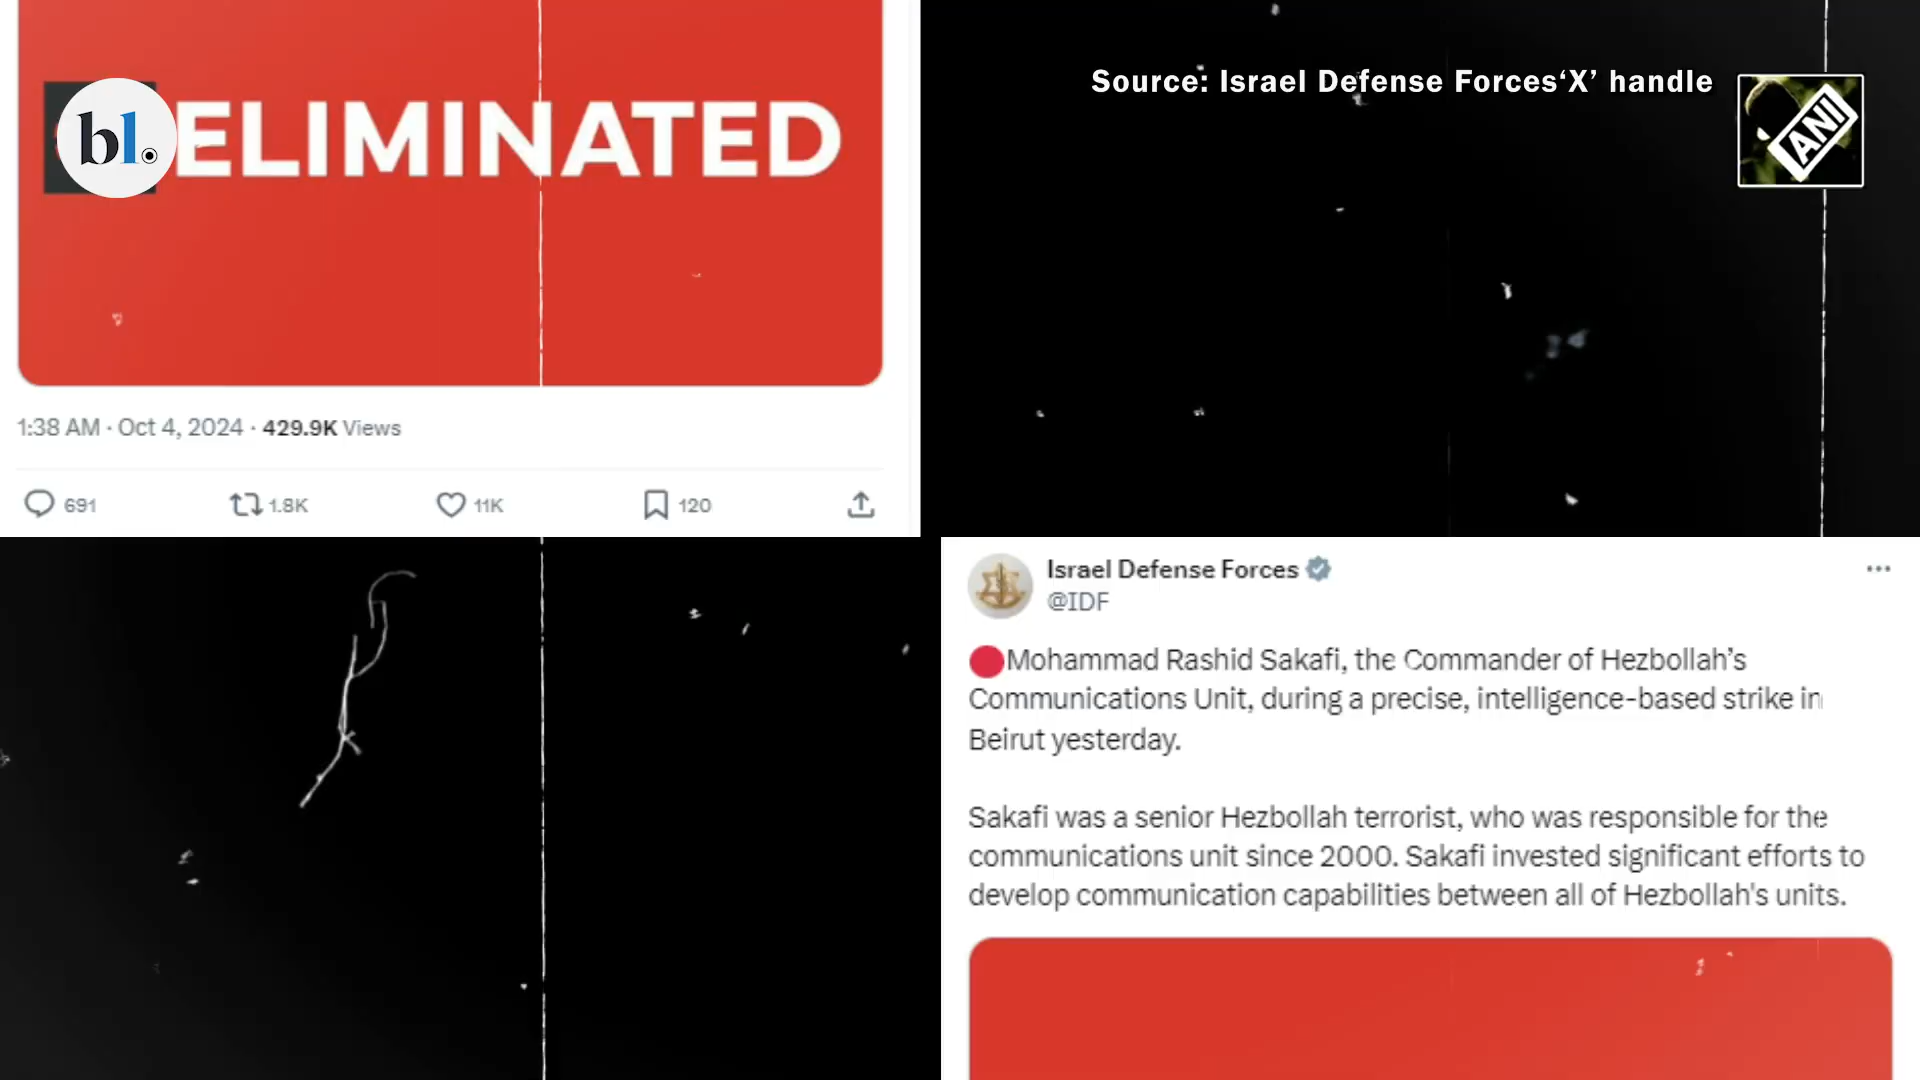 bl.
ELIMINATED
1:38 AM · Oct 4, 2024 · 429.9K Views
691
1.8K
11K
120
Source: Israel Defense Forces‘X’ handle
ANI
Israel Defense Forces
@IDF
Mohammad Rashid Sakafi, the Commander of Hezbollah’s
Communications Unit, during a precise, intelligence-based strike in
Beirut yesterday.
Sakafi was a senior Hezbollah terrorist, who was responsible for the
communications unit since 2000. Sakafi invested significant efforts to
develop communication capabilities between all of Hezbollah's units.